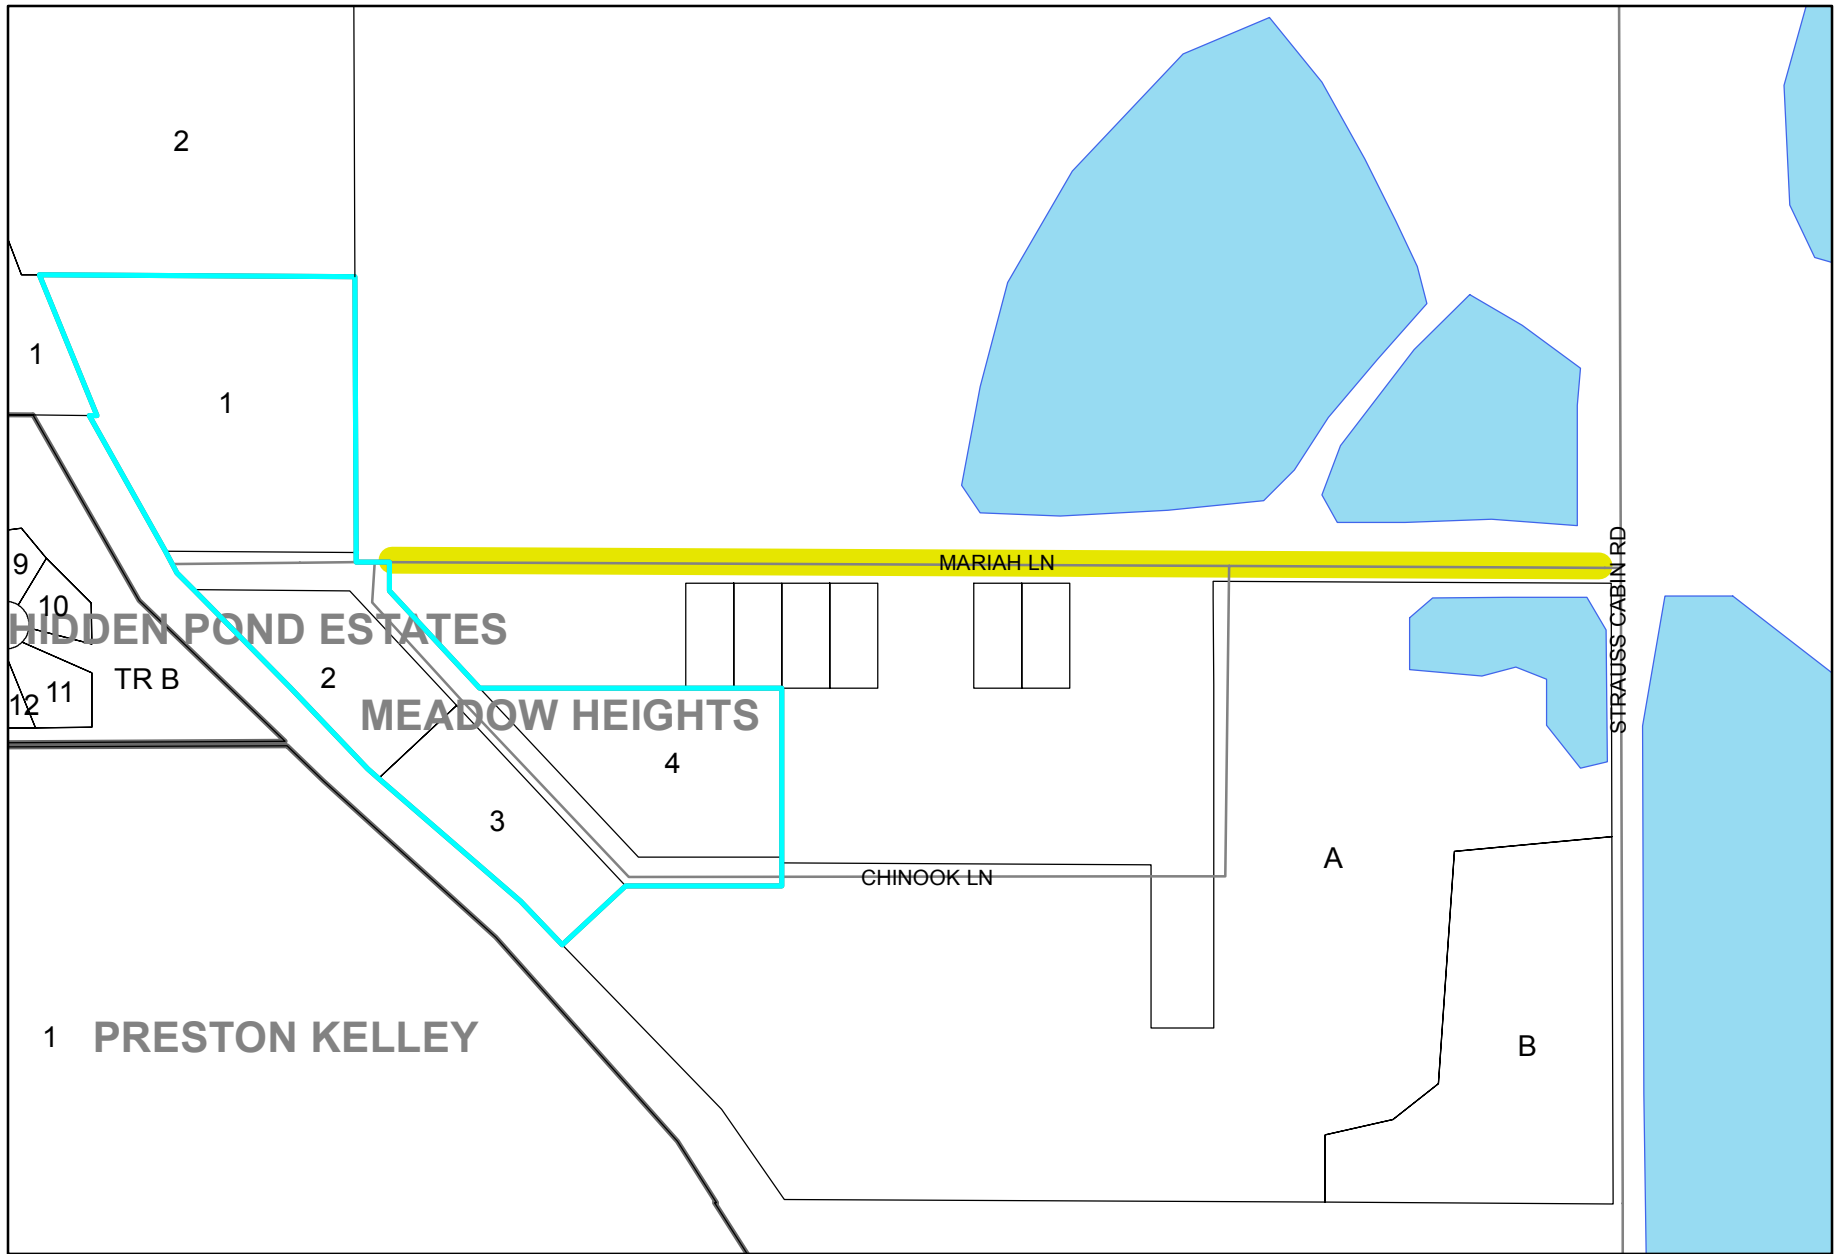 2
1
1
MARIAH LN
STRAUSS CABIN RD
9
10
HIDDEN POND ESTATES
TR B
11
12
2
MEADOW HEIGHTS
4
3
CHINOOK LN
A
B
1
PRESTON KELLEY